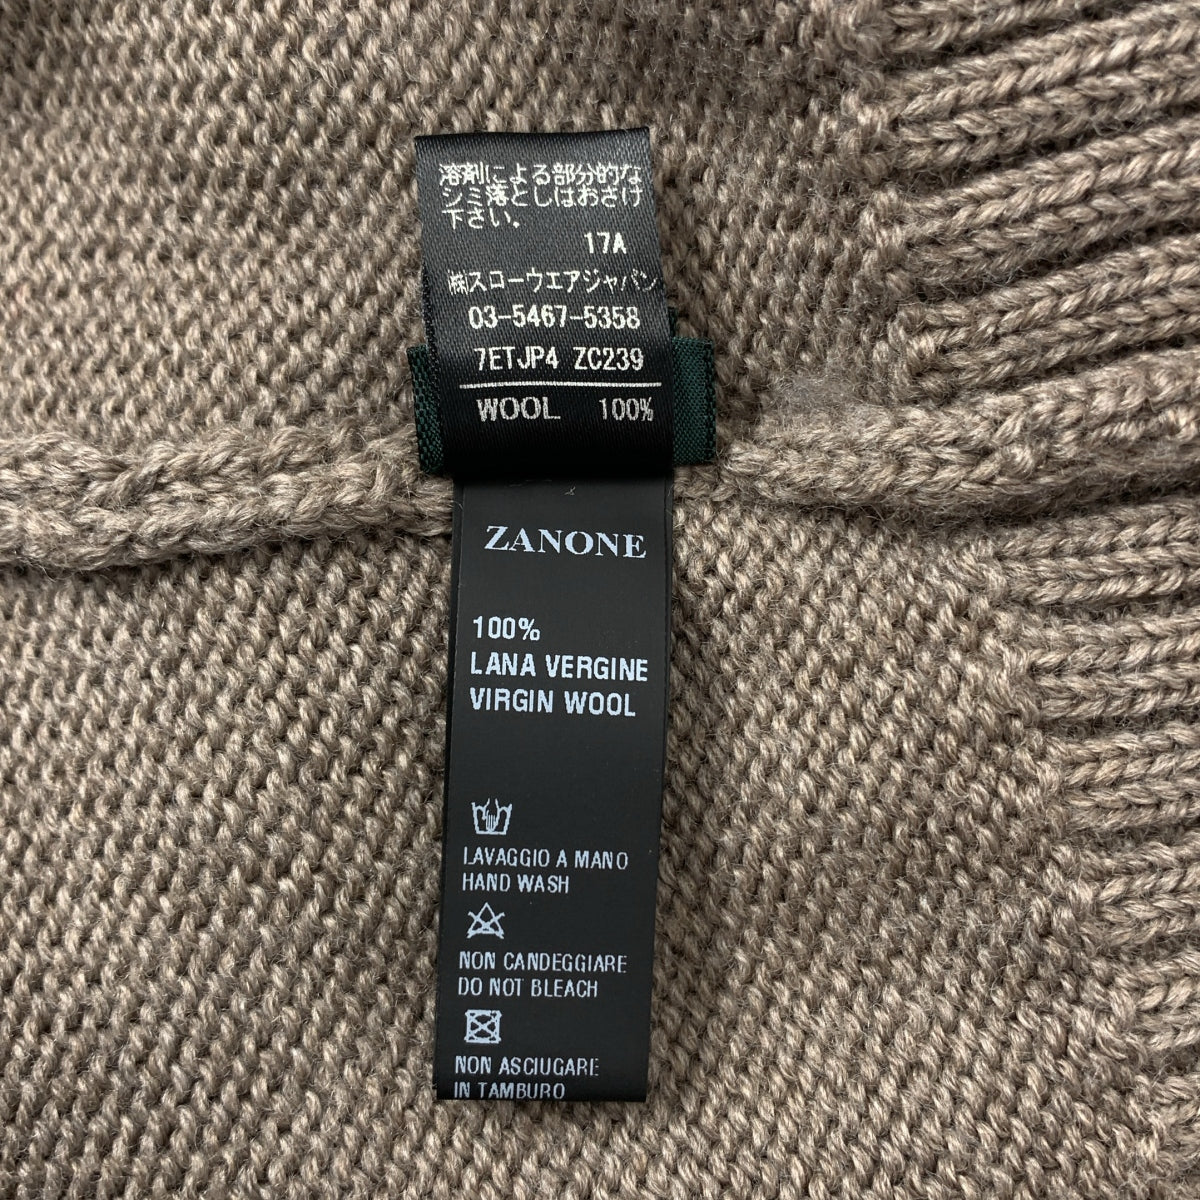 溶剤による部分的な
シミ落としはおさけ
下さい。
17A
㈱スローウエアジャパン
03-5467-5358
7ETJP4 ZC239
WOOL 100%
ZANONE
100%
LANA VERGINE
VIRGIN WOOL
LAVAGGIO A MANO
HAND WASH
NON CANDEGGIARE
DO NOT BLEACH
NON ASCIUGARE
IN TAMBURO